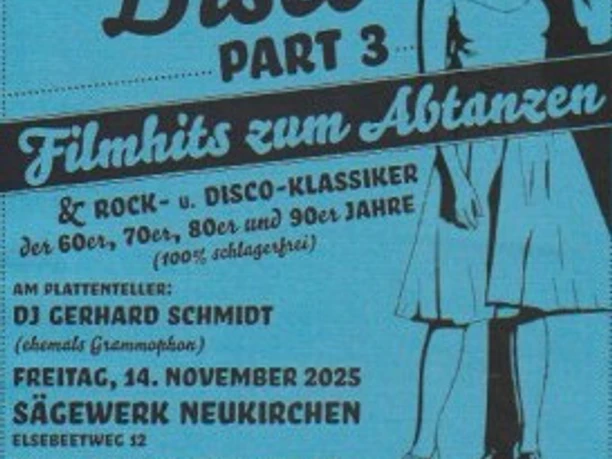 Disco
PART 3
Filmhits zum Abtanzen
& ROCK- u. DISCO-KLASSIKER
der 60er, 70er, 80er und 90er JAHRE
(100% schlagerfrei)
AM PLATTENTELLER:
DJ GERHARD SCHMIDT
(ehemals Grammophon)
FREITAG, 14. NOVEMBER 2025
SÄGEWERK NEUKIRCHEN
ELSEBEETWEG 12